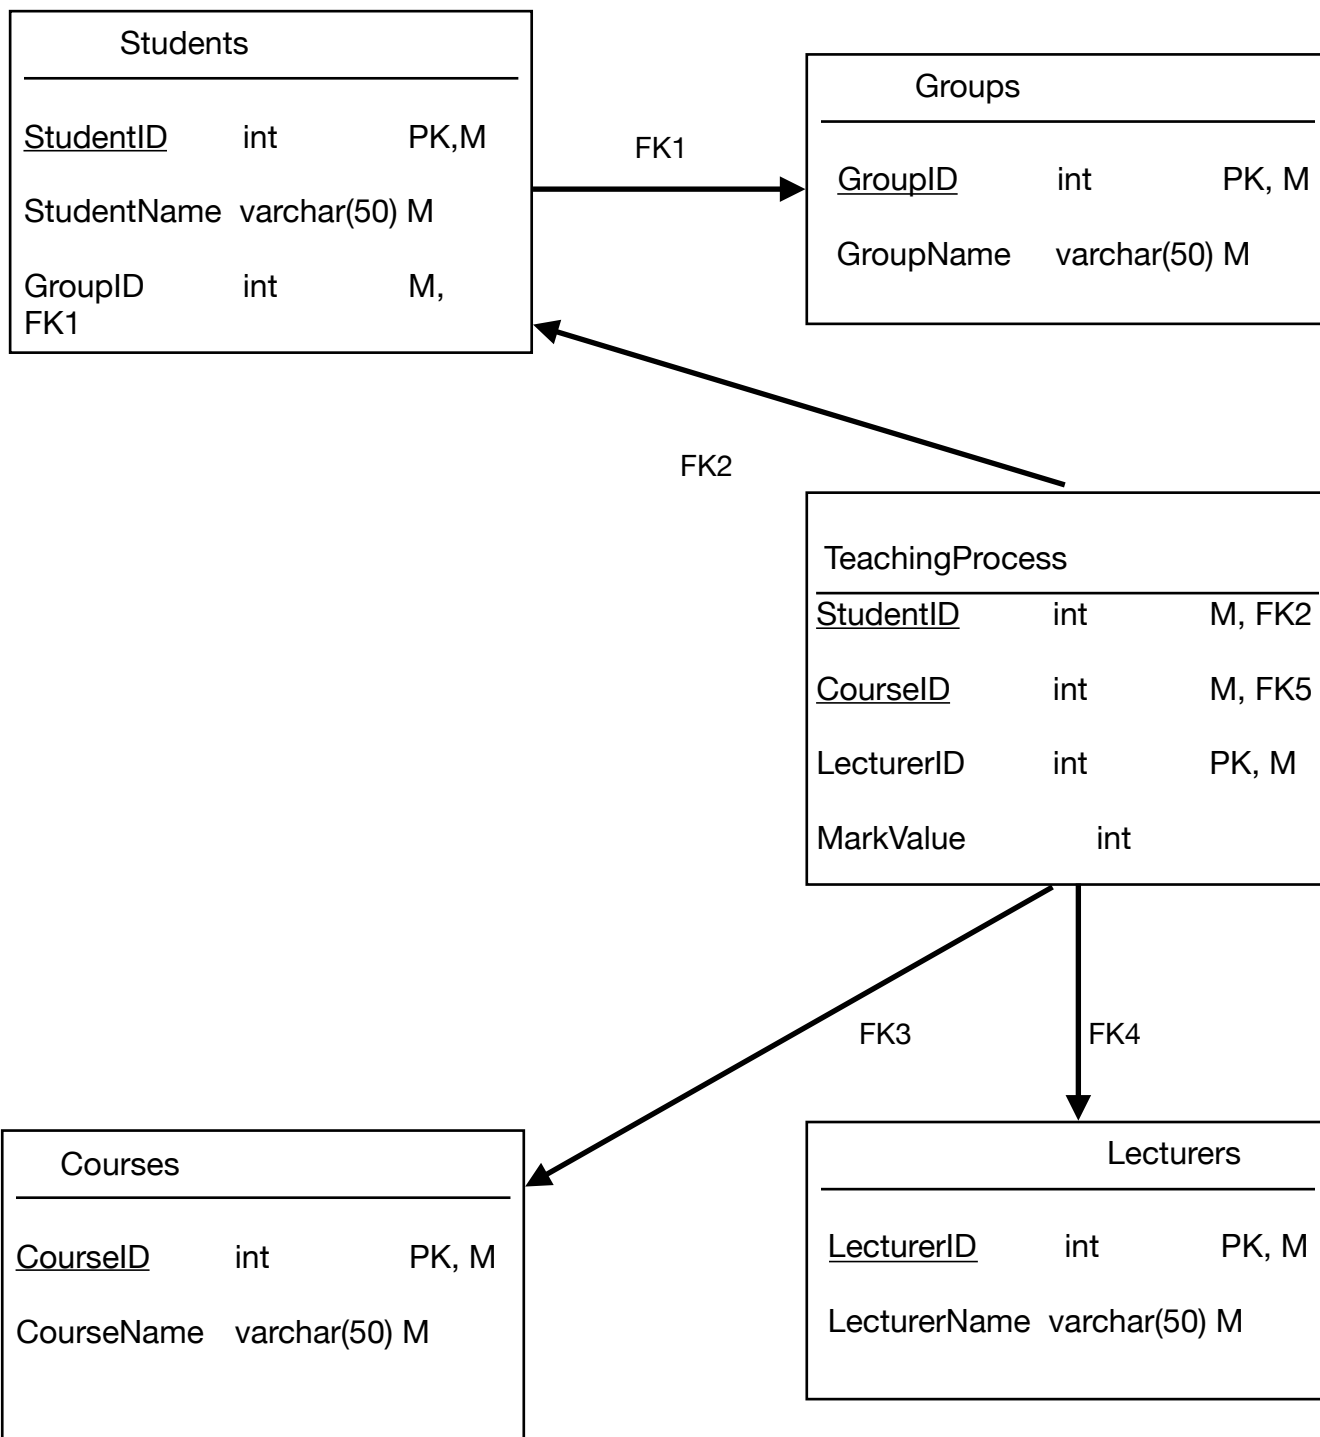 Students
StudentID int PK,M
StudentName varchar(50) M
GroupID int M,
FK1
FK1
Groups
GroupID int PK, M
GroupName varchar(50) M
FK2
TeachingProcess
StudentID int M, FK2
CourseID int M, FK5
LecturerID int PK, M
MarkValue int
FK3
FK4
Courses
CourseID int PK, M
CourseName varchar(50) M
Lecturers
LecturerID int PK, M
LecturerName varchar(50) M